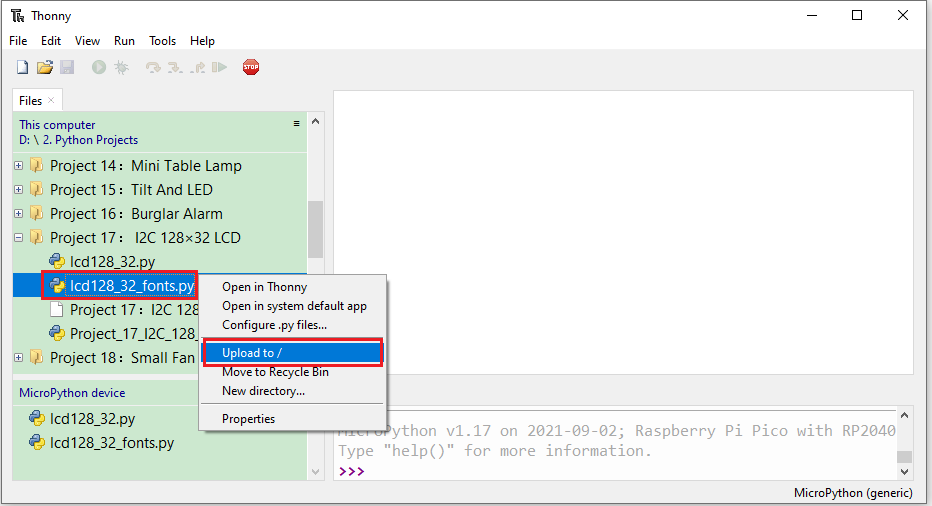 Thonny
File Edit View Run Tools Help
STOP
Files
This computer
D: \ 2. Python Projects
Project 14：Mini Table Lamp
Project 15：Tilt And LED
Project 16：Burglar Alarm
Project 17： I2C 128×32 LCD
lcd128_32.py
lcd128_32_fonts.py
Project 17：I2C 128
Project_17_I2C_128_
Project 18：Small Fan
Open in Thonny
Open in system default app
Configure .py files...
Upload to /
Move to Recycle Bin
New directory...
Properties
MicroPython device
lcd128_32.py
lcd128_32_fonts.py
MicroPython v1.17 on 2021-09-02; Raspberry Pi Pico with RP2040
Type "help()" for more information.
>>>
MicroPython (generic)